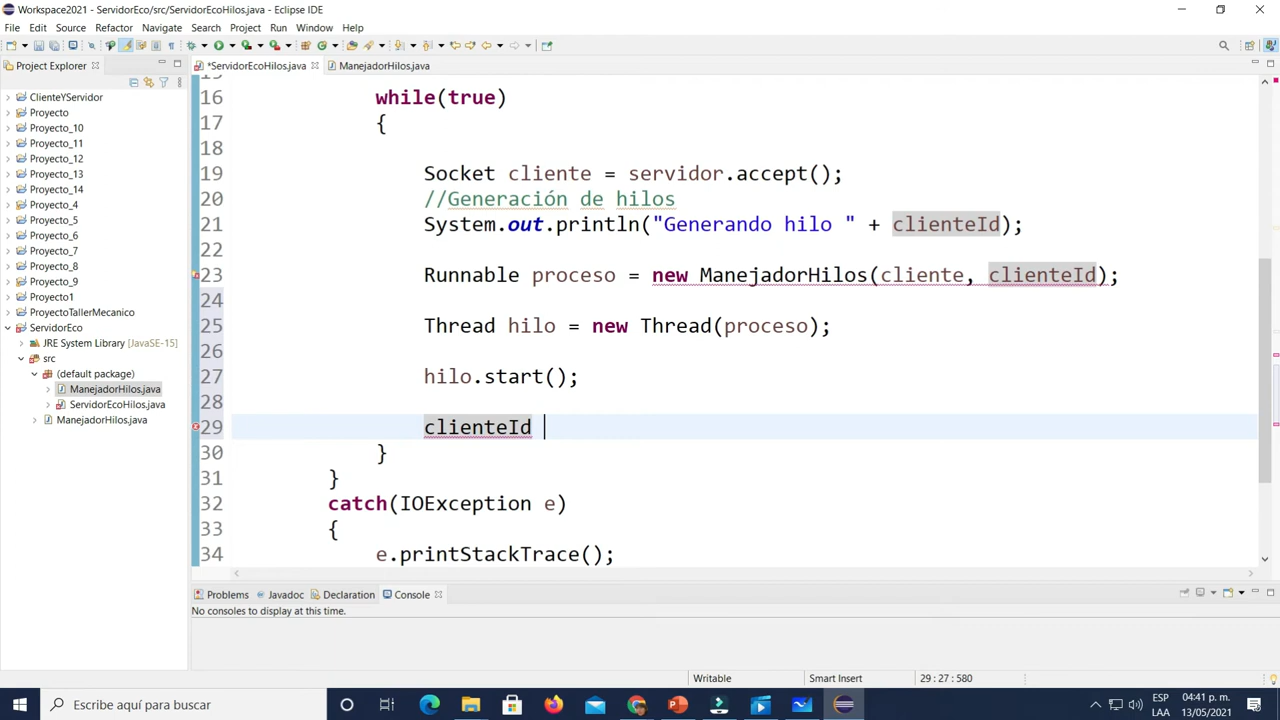 Workspace2021 - ServidorEco/src/ServidorEcoHilos.java - Eclipse IDE
File Edit Source Refactor Navigate Search Project Run Window Help
Project Explorer
*ServidorEcoHilos.java
ManejadorHilos.java
ClienteYServidor
Proyecto
Proyecto_10
Proyecto_11
Proyecto_12
Proyecto_13
Proyecto_14
Proyecto_4
Proyecto_5
Proyecto_6
Proyecto_7
Proyecto_8
Proyecto_9
Proyecto1
ProyectoTallerMecanico
ServidorEco
JRE System Library [JavaSE-15]
src
(default package)
ManejadorHilos.java
ServidorEcoHilos.java
ManejadorHilos.java
16 while(true)
17 {
18
19 Socket cliente = servidor.accept();
20 //Generación de hilos
21 System.out.println("Generando hilo " + clienteId);
22
23 Runnable proceso = new ManejadorHilos(cliente, clienteId);
24
25 Thread hilo = new Thread(proceso);
26
27 hilo.start();
28
29 clienteId
30 }
31 }
32 catch(IOException e)
33 {
34 e.printStackTrace();
Problems Javadoc Declaration Console
No consoles to display at this time.
Writable Smart Insert 29 : 27 : 580
Escribe aquí para buscar
ESP
LAA
04:41 p. m.
13/05/2021